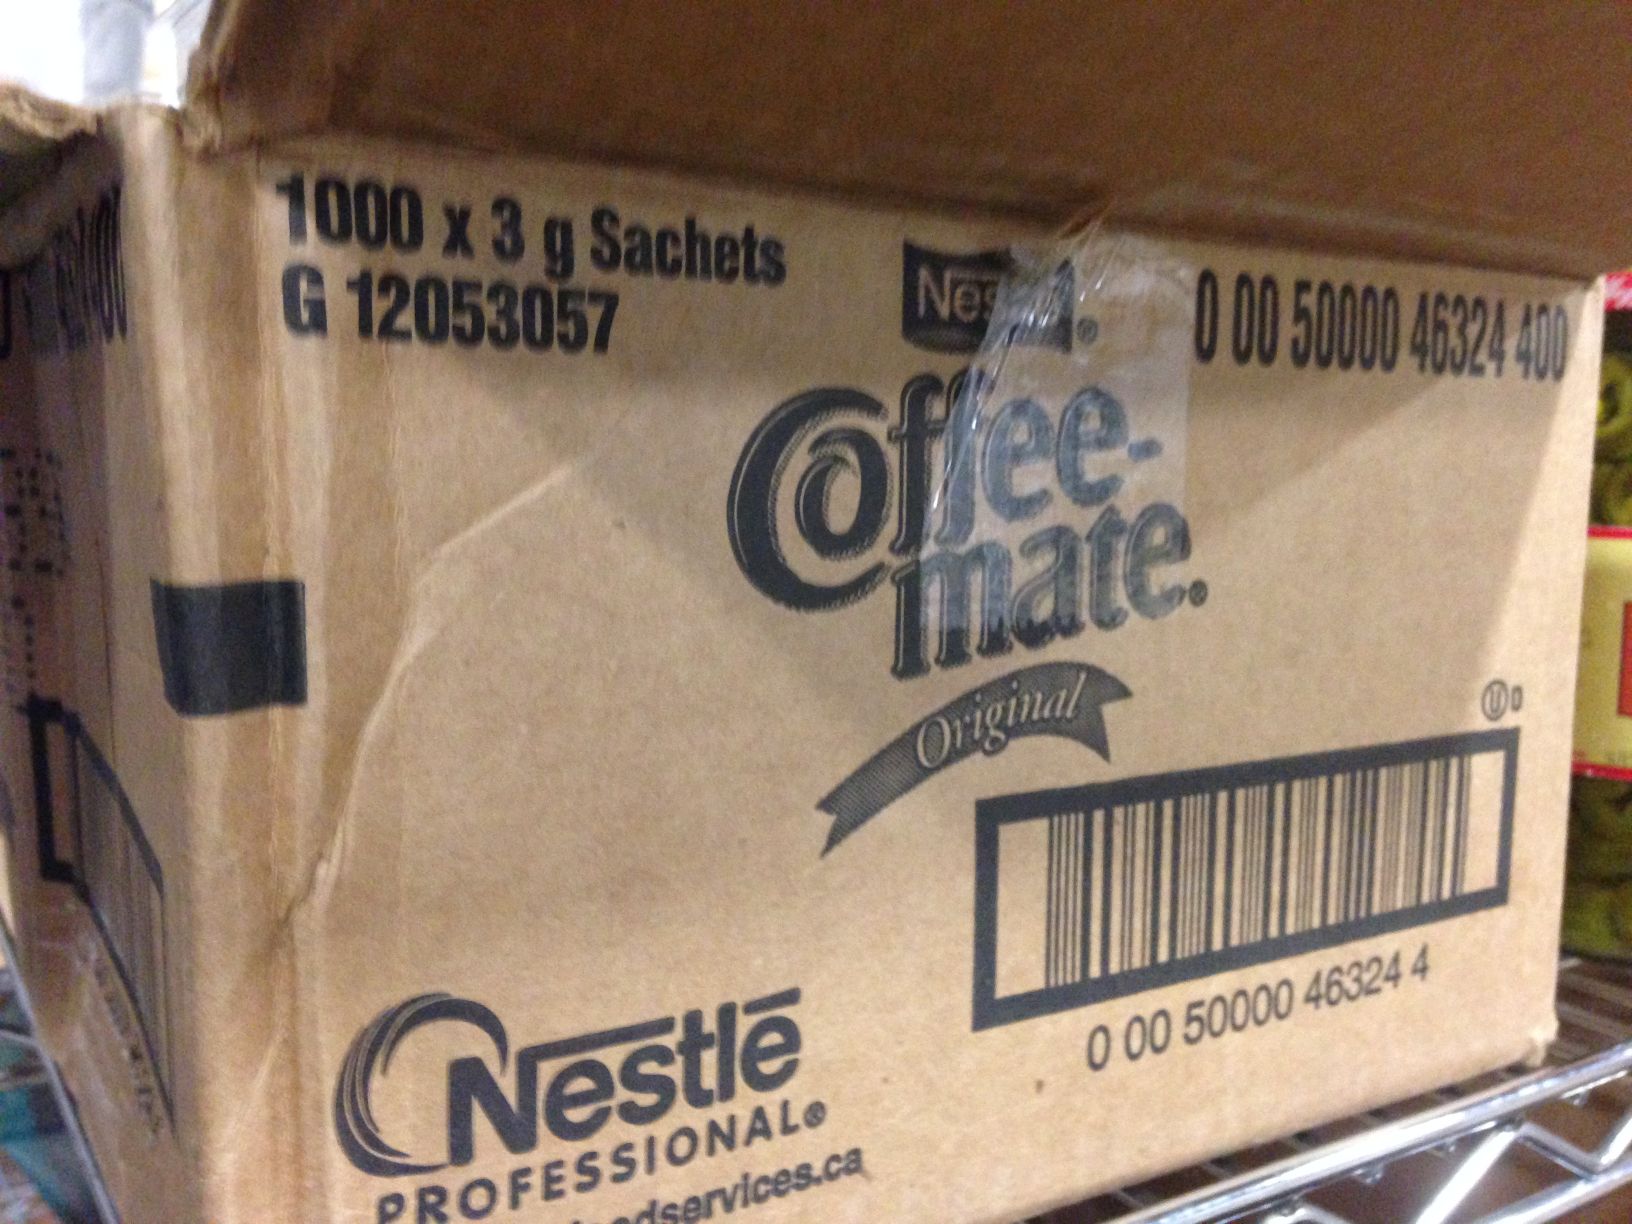 1000 x 3 g Sachets
G 12053057
0 00 50000 46324 400
Coffee-
mate®
Original
U D
0 00 50000 46324 4
Nestlé
PROFESSIONAL®